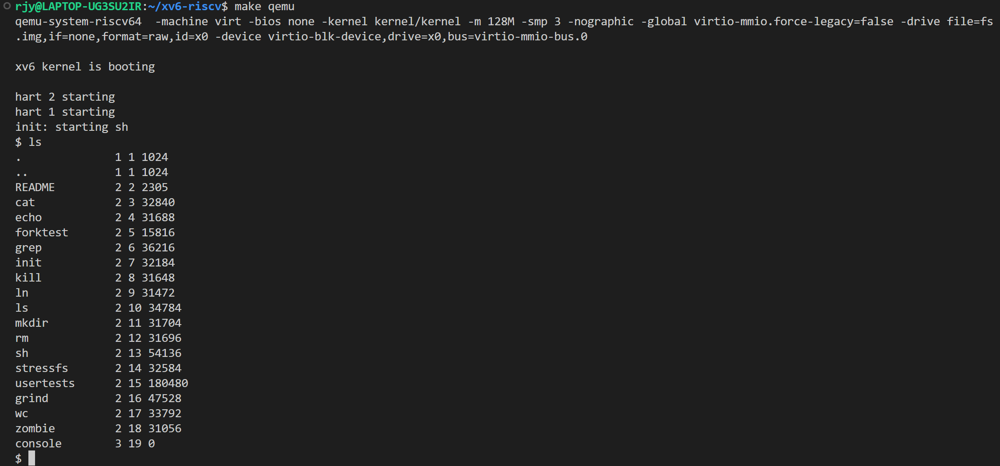 rjy@LAPTOP-UG3SU2IR:~/xv6-riscv$ make qemu
qemu-system-riscv64  -machine virt -bios none -kernel kernel/kernel -m 128M -smp 3 -nographic -global virtio-mmio.force-legacy=false -drive file=fs
.img,if=none,format=raw,id=x0 -device virtio-blk-device,drive=x0,bus=virtio-mmio-bus.0
xv6 kernel is booting
hart 2 starting
hart 1 starting
init: starting sh
$ ls
.              1 1 1024
..             1 1 1024
README         2 2 2305
cat            2 3 32840
echo           2 4 31688
forktest       2 5 15816
grep           2 6 36216
init           2 7 32184
kill           2 8 31648
ln             2 9 31472
ls             2 10 34784
mkdir          2 11 31704
rm             2 12 31696
sh             2 13 54136
stressfs       2 14 32584
usertests      2 15 180480
grind          2 16 47528
wc             2 17 33792
zombie         2 18 31056
console        3 19 0
$